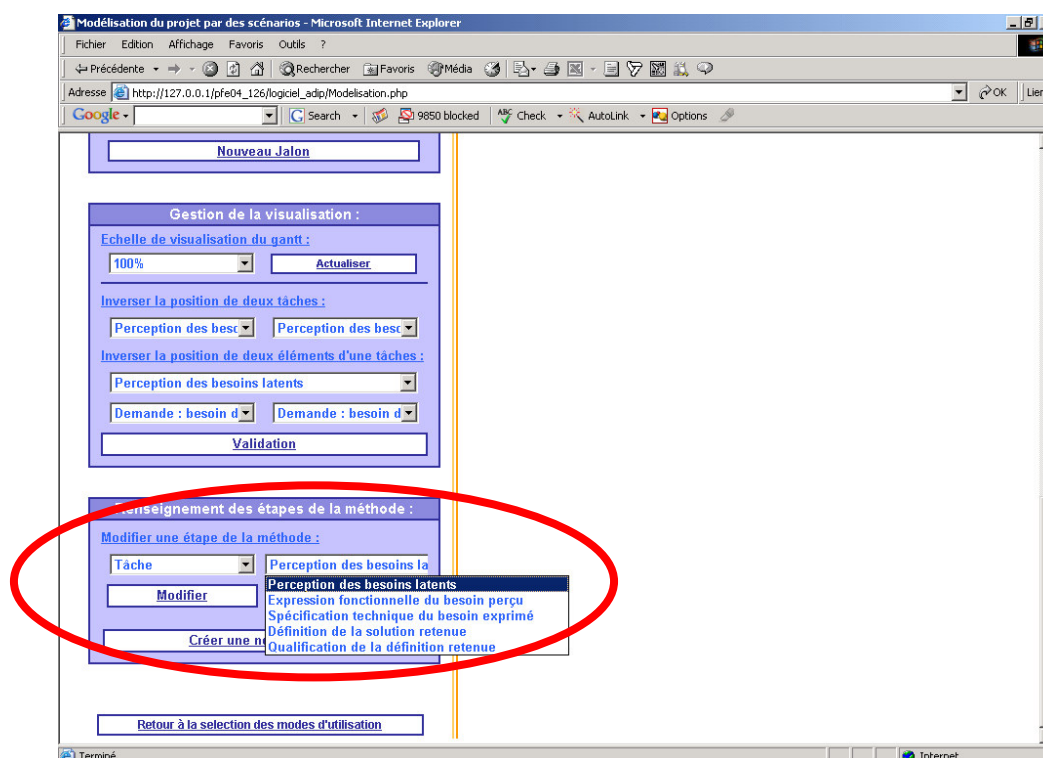 Modélisation du projet par des scénarios - Microsoft Internet Explorer
Fichier Edition Affichage Favoris Outils ?
Précédente Rechercher Favoris Média
Adresse http://127.0.0.1/pfe04_126/logiciel_adip/Modelisation.php OK Lien
Google Search 9850 blocked ABC Check AutoLink Options
Nouveau Jalon
Gestion de la visualisation :
Echelle de visualisation du gantt :
100% Actualiser
Inverser la position de deux tâches :
Perception des besc Perception des besc
Inverser la position de deux éléments d'une tâches :
Perception des besoins latents
Demande : besoin d Demande : besoin d
Validation
Renseignement des étapes de la méthode :
Modifier une étape de la méthode :
Tâche Perception des besoins la
Perception des besoins latents
Modifier Expression fonctionnelle du besoin perçu
Spécification technique du besoin exprimé
Définition de la solution retenue
Créer une n Qualification de la définition retenue
Retour à la selection des modes d'utilisation
Terminé Internet